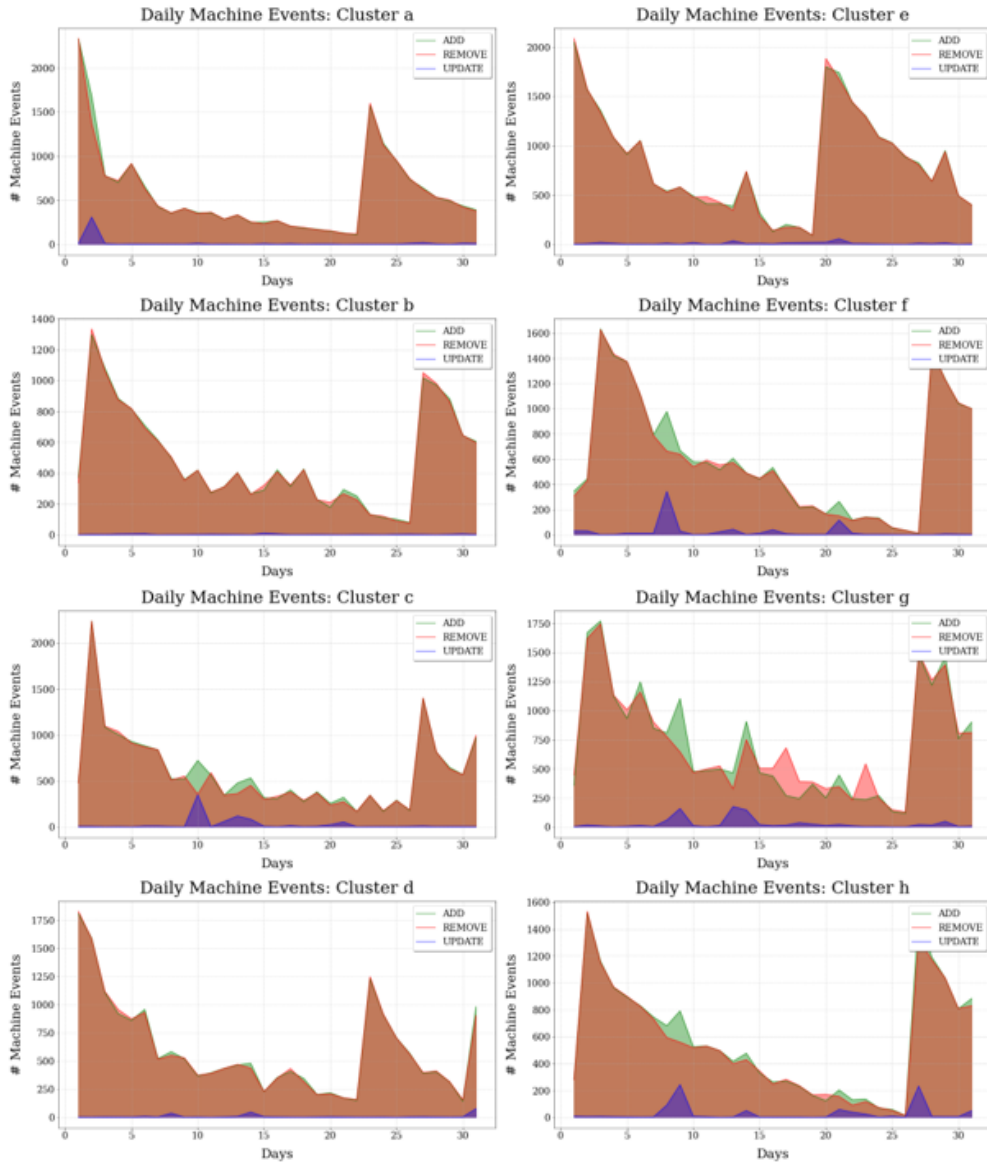 Daily Machine Events: Cluster a
# Machine Events
2000
1500
1000
500
0
0 5 10 15 20 25 30
Days
ADD
REMOVE
UPDATE
Daily Machine Events: Cluster e
# Machine Events
2000
1500
1000
500
0
0 5 10 15 20 25 30
Days
ADD
REMOVE
UPDATE
Daily Machine Events: Cluster b
# Machine Events
1400
1200
1000
800
600
400
200
0
0 5 10 15 20 25 30
Days
ADD
REMOVE
UPDATE
Daily Machine Events: Cluster f
# Machine Events
1600
1400
1200
1000
800
600
400
200
0
0 5 10 15 20 25 30
Days
ADD
REMOVE
UPDATE
Daily Machine Events: Cluster c
# Machine Events
2000
1500
1000
500
0
0 5 10 15 20 25 30
Days
ADD
REMOVE
UPDATE
Daily Machine Events: Cluster g
# Machine Events
1750
1500
1250
1000
750
500
250
0
0 5 10 15 20 25 30
Days
ADD
REMOVE
UPDATE
Daily Machine Events: Cluster d
# Machine Events
1750
1500
1250
1000
750
500
250
0
0 5 10 15 20 25 30
Days
ADD
REMOVE
UPDATE
Daily Machine Events: Cluster h
# Machine Events
1600
1400
1200
1000
800
600
400
200
0
0 5 10 15 20 25 30
Days
ADD
REMOVE
UPDATE